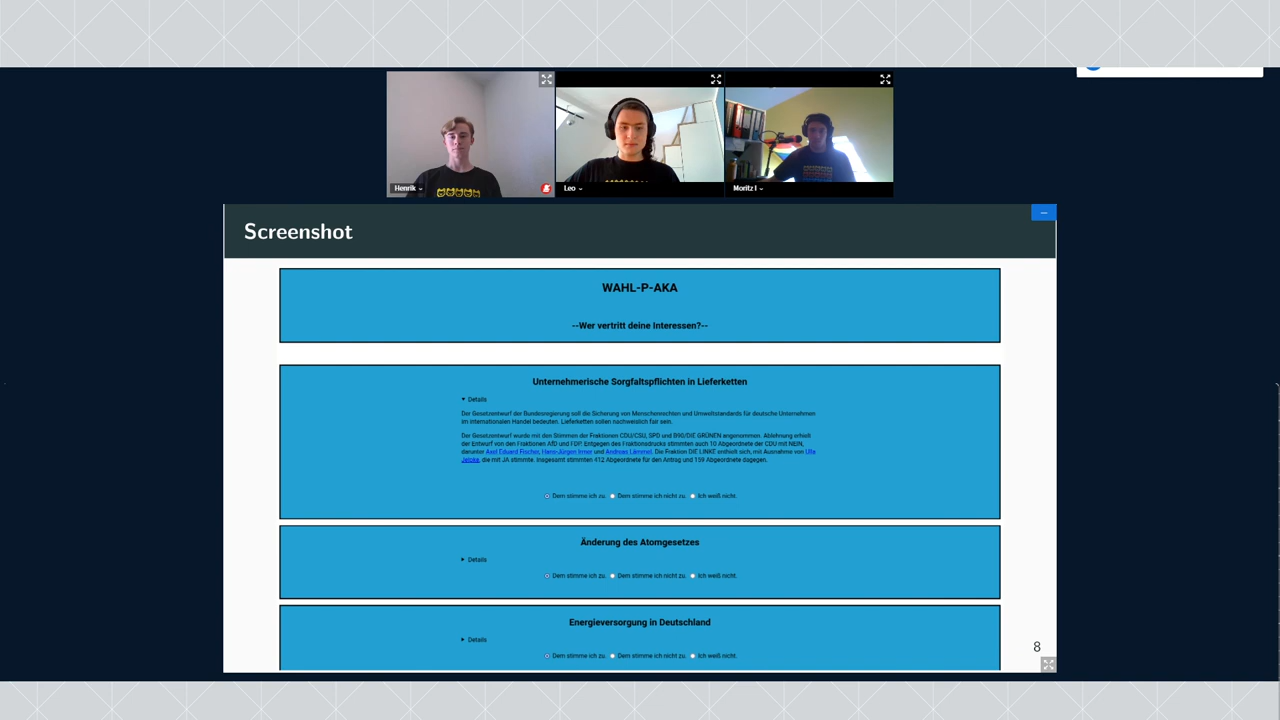 Henrik
Leo
Moritz I
Screenshot
WAHL-P-AKA
--Wer vertritt deine Interessen?--
Unternehmerische Sorgfaltspflichten in Lieferketten
Details
Der Gesetzentwurf der Bundesregierung soll die Sicherung von Menschenrechten und Umweltstandards für deutsche Unternehmen
im internationalen Handel bedeuten. Lieferketten sollen nachweislich fair sein.
Der Gesetzentwurf wurde mit den Stimmen der Fraktionen CDU/CSU, SPD und B90/DIE GRÜNEN angenommen. Ablehnung erhielt
der Entwurf von den Fraktionen AfD und FDP. Entgegen des Fraktionsdrucks stimmten auch 10 Abgeordnete der CDU mit NEIN,
darunter Axel Eduard Fischer, Hans-Jürgen Irmer und Andreas Lämmel. Die Fraktion DIE LINKE enthielt sich, mit Ausnahme von Ulla
Jelpke, die mit JA stimmte. Insgesamt stimmten 412 Abgeordnete für den Antrag und 159 Abgeordnete dagegen.
Dem stimme ich zu. Dem stimme ich nicht zu. Ich weiß nicht.
Änderung des Atomgesetzes
Details
Dem stimme ich zu. Dem stimme ich nicht zu. Ich weiß nicht.
Energieversorgung in Deutschland
Details
Dem stimme ich zu. Dem stimme ich nicht zu. Ich weiß nicht.
8